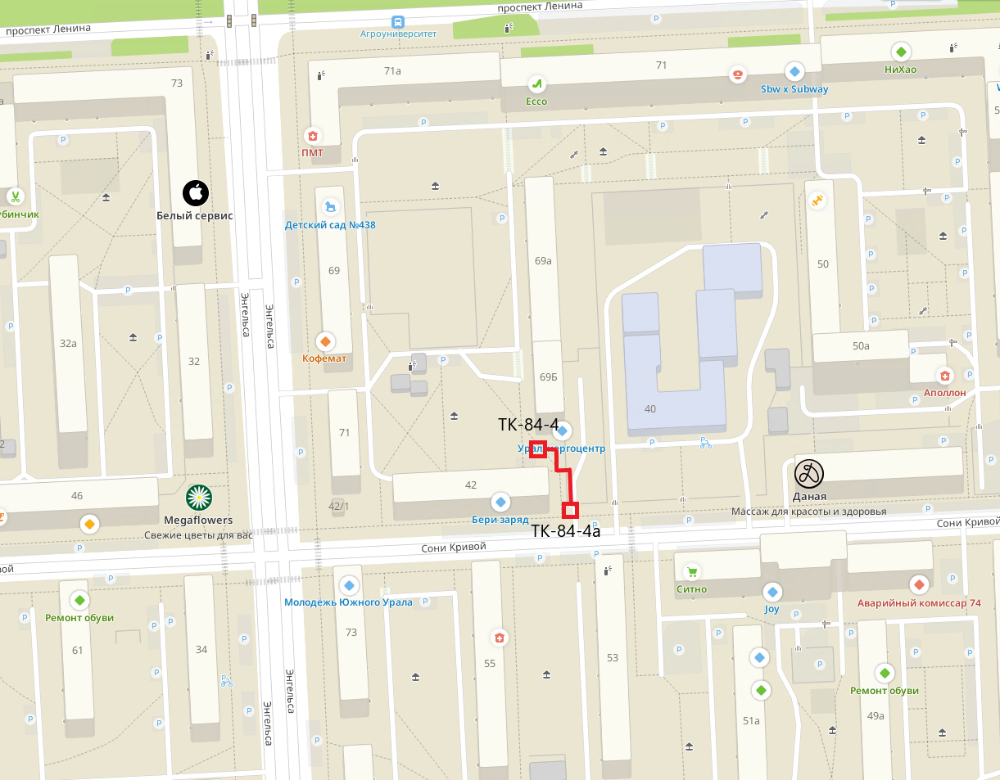 проспект Ленина
проспект Ленина
Агроуниверситет
73
71а
71
НиХао
Sbw x Subway
Ecco
ПМТ
Белый сервис
Детский сад №438
69
69а
50
32а
32
Энгельса
Энгельса
Кофемат
50а
69Б
Аполлон
71
40
ТК-84-4
42
42/1
46
Даная
Массаж для красоты и здоровья
Megaflowers
Свежие цветы для вас
Бери заряд
ТК-84-4а
Сони Кривой
Сони Кривой
Ситно
Молодёжь Южного Урала
Joy
Аварийный комиссар 74
Ремонт обуви
73
61
34
55
53
Энгельса
Энгельса
Ремонт обуви
51а
49а